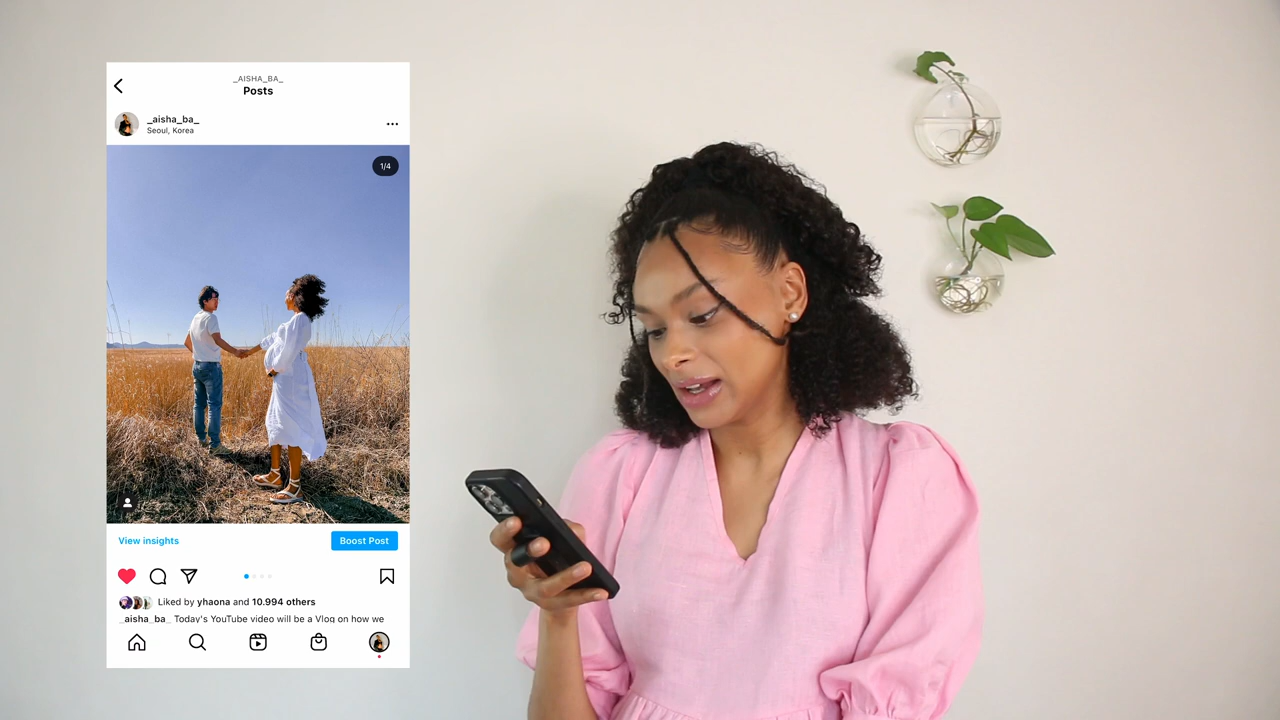 _AISHA_BA_
Posts
_aisha_ba_
Seoul, Korea
1/4
View insights
Boost Post
Liked by yhaona and 10.994 others
_aisha_ba_ Today's YouTube video will be a Vlog on how we